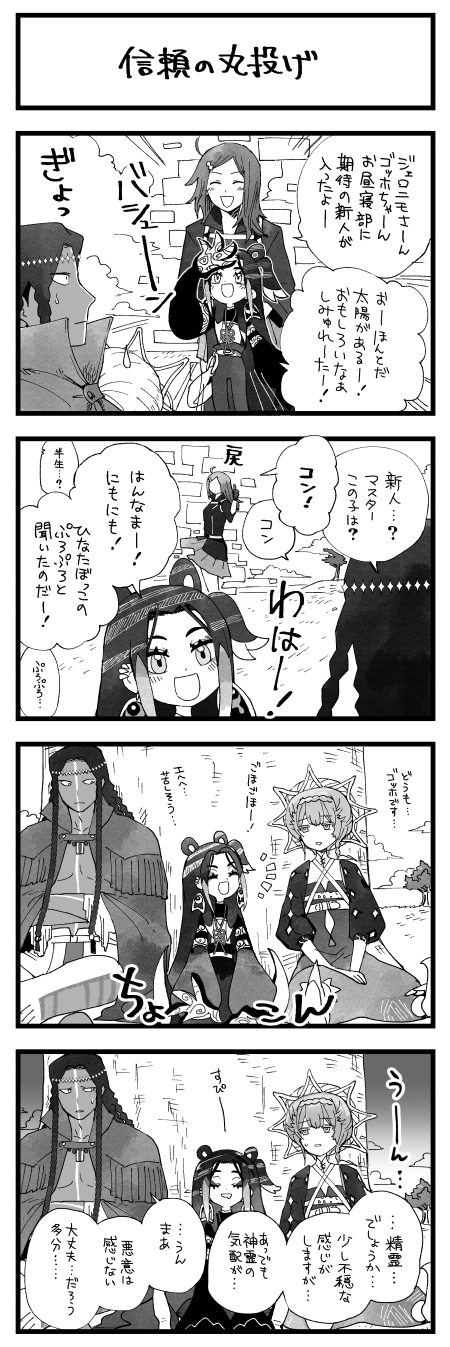 信頼の丸投げ
ジェロニモさーん
ゴッホちゃーん
お昼寝部に
期待の新人が
入ったよー
おーほんとだ
太陽があるー!
おもしろいなぁ
しみゅれーたー!
バシューーン
ぎょっ
新人…?
マスター
この子は?
コン!
コン
戻
はんなまー!
にもにも!
半生…?
ひなたぼっこの
ぷろぷろと
聞いたのだー!
ぷろぷろ…
わはー!
どうも…
ゴッホです…
ごほごほー!
エヘヘ…
苦しそう…
ちょこーん
うーん…
すぴー
…精霊…
でしょうか…
少し不穏な
感じが
しますが…
あっでも
神霊の
気配が…
…うん
まあ
悪意は
感じない
大丈夫…だろう
多分……